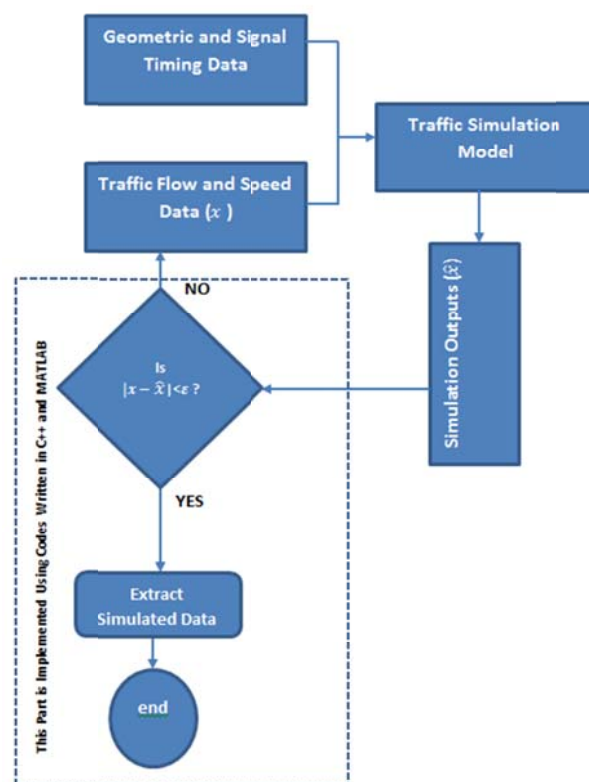 Geometric and Signal
Timing Data
Traffic Simulation
Model
Traffic Flow and Speed
Data (x )
NO
Simulation Outputs (x̂)
Is
|x − x̂|<ε ?
YES
This Part is Implemented Using Codes Written in C++ and MATLAB
Extract
Simulated Data
end